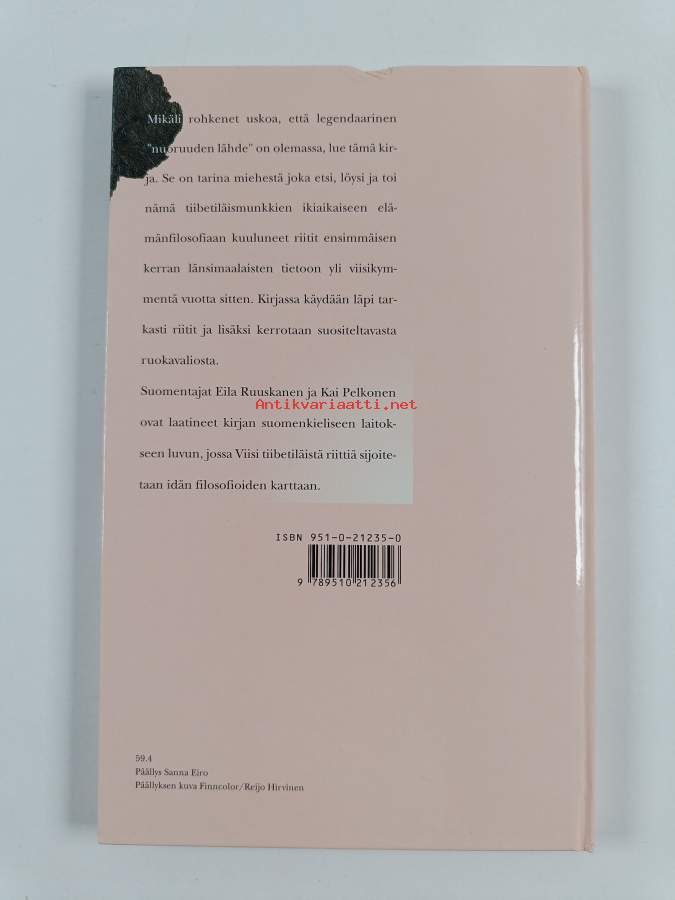 Mikäli rohkenet uskoa, että legendaarinen
"nuoruuden lähde" on olemassa, lue tämä kir-
ja. Se on tarina miehestä joka etsi, löysi ja toi
nämä tiibetiläismunkkien ikiaikaiseen elä-
mänfilosofiaan kuuluneet riitit ensimmäisen
kerran länsimaalaisten tietoon yli viisikym-
mentä vuotta sitten. Kirjassa käydään läpi tar-
kasti riitit ja lisäksi kerrotaan suositeltavasta
ruokavaliosta.
Suomentajat Eila Ruuskanen ja Kai Pelkonen
Antikvariaatti.net
ovat laatineet kirjan suomenkieliseen laitok-
seen luvun, jossa Viisi tiibetiläistä riittiä sijoite-
taan idän filosofioiden karttaan.
ISBN 951-0-21235-0
9 789510 212356
59.4
Päällys Sanna Eiro
Päällyksen kuva Finncolor/Reijo Hirvinen